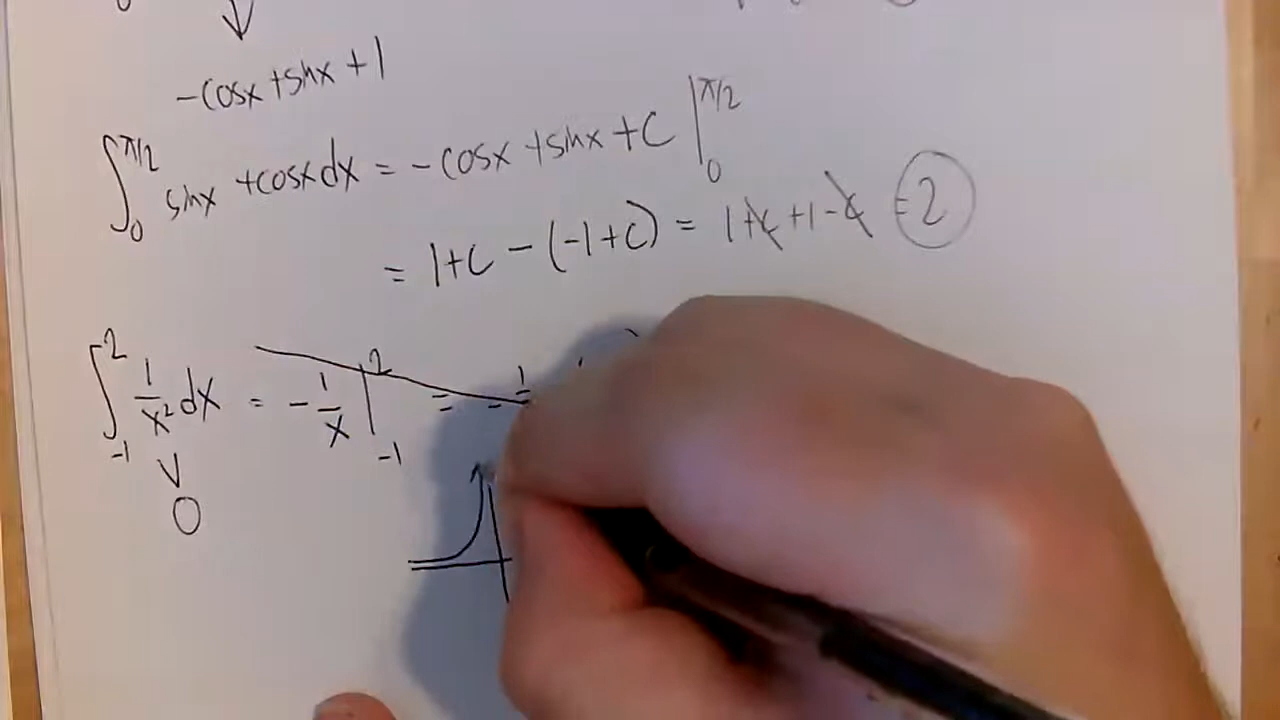 -cosx + sinx + 1
∫₀^π/2 sinx + cosx dx = -cosx + sinx + C |₀^π/2
= 1+C - (-1+C) = 1+C +1-C = 2
∫₋₁² 1/x² dx = -1/x |₋₁² = - 1
V
0